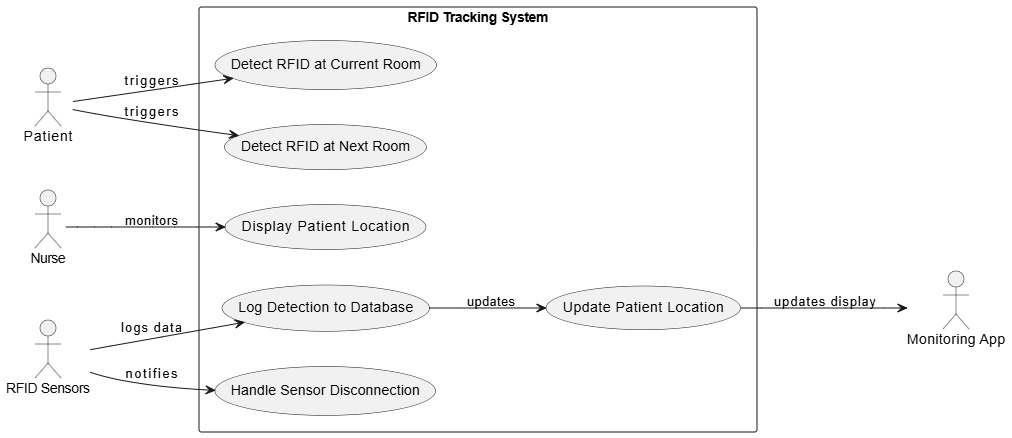 RFID Tracking System
Detect RFID at Current Room
triggers
triggers
Patient
Detect RFID at Next Room
monitors
Display Patient Location
Nurse
Log Detection to Database
updates
Update Patient Location
updates display
logs data
Monitoring App
notifies
RFID Sensors
Handle Sensor Disconnection